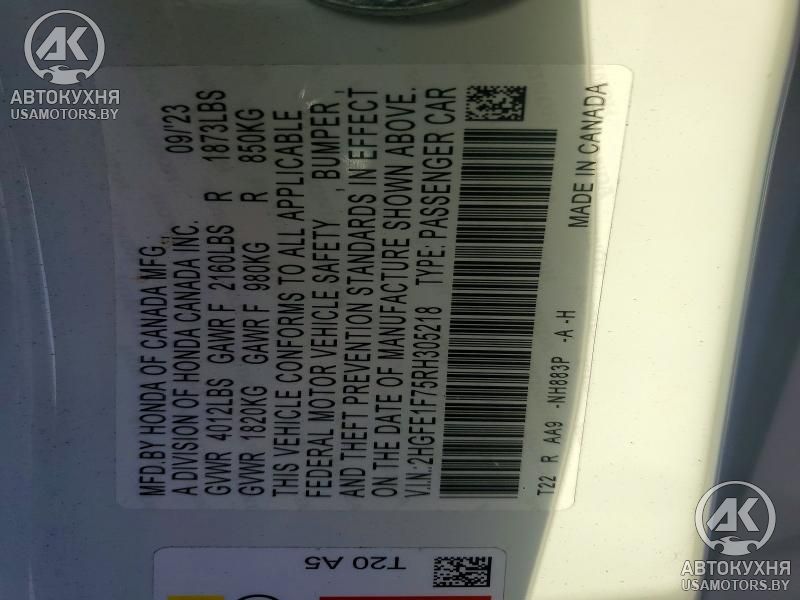 MFD.BY HONDA OF CANADA MFG. 09/'23
A DIVISION OF HONDA CANADA INC.
GVWR 4012LBS GAWR F 2160LBS R 1873LBS
GVWR 1820KG GAWR F 980KG R 850KG
THIS VEHICLE CONFORMS TO ALL APPLICABLE
FEDERAL MOTOR VEHICLE SAFETY , BUMPER ,
AND THEFT PREVENTION STANDARDS IN EFFECT
ON THE DATE OF MANUFACTURE SHOWN ABOVE.
V.I.N.:2HGFE1F75RH305218 TYPE: PASSENGER CAR
T22 R AA9 -NH883P -A -H
MADE IN CANADA
T20 A5
AK
АВТОКУХНЯ
USAMOTORS.BY
AK
АВТОКУХНЯ
USAMOTORS.BY